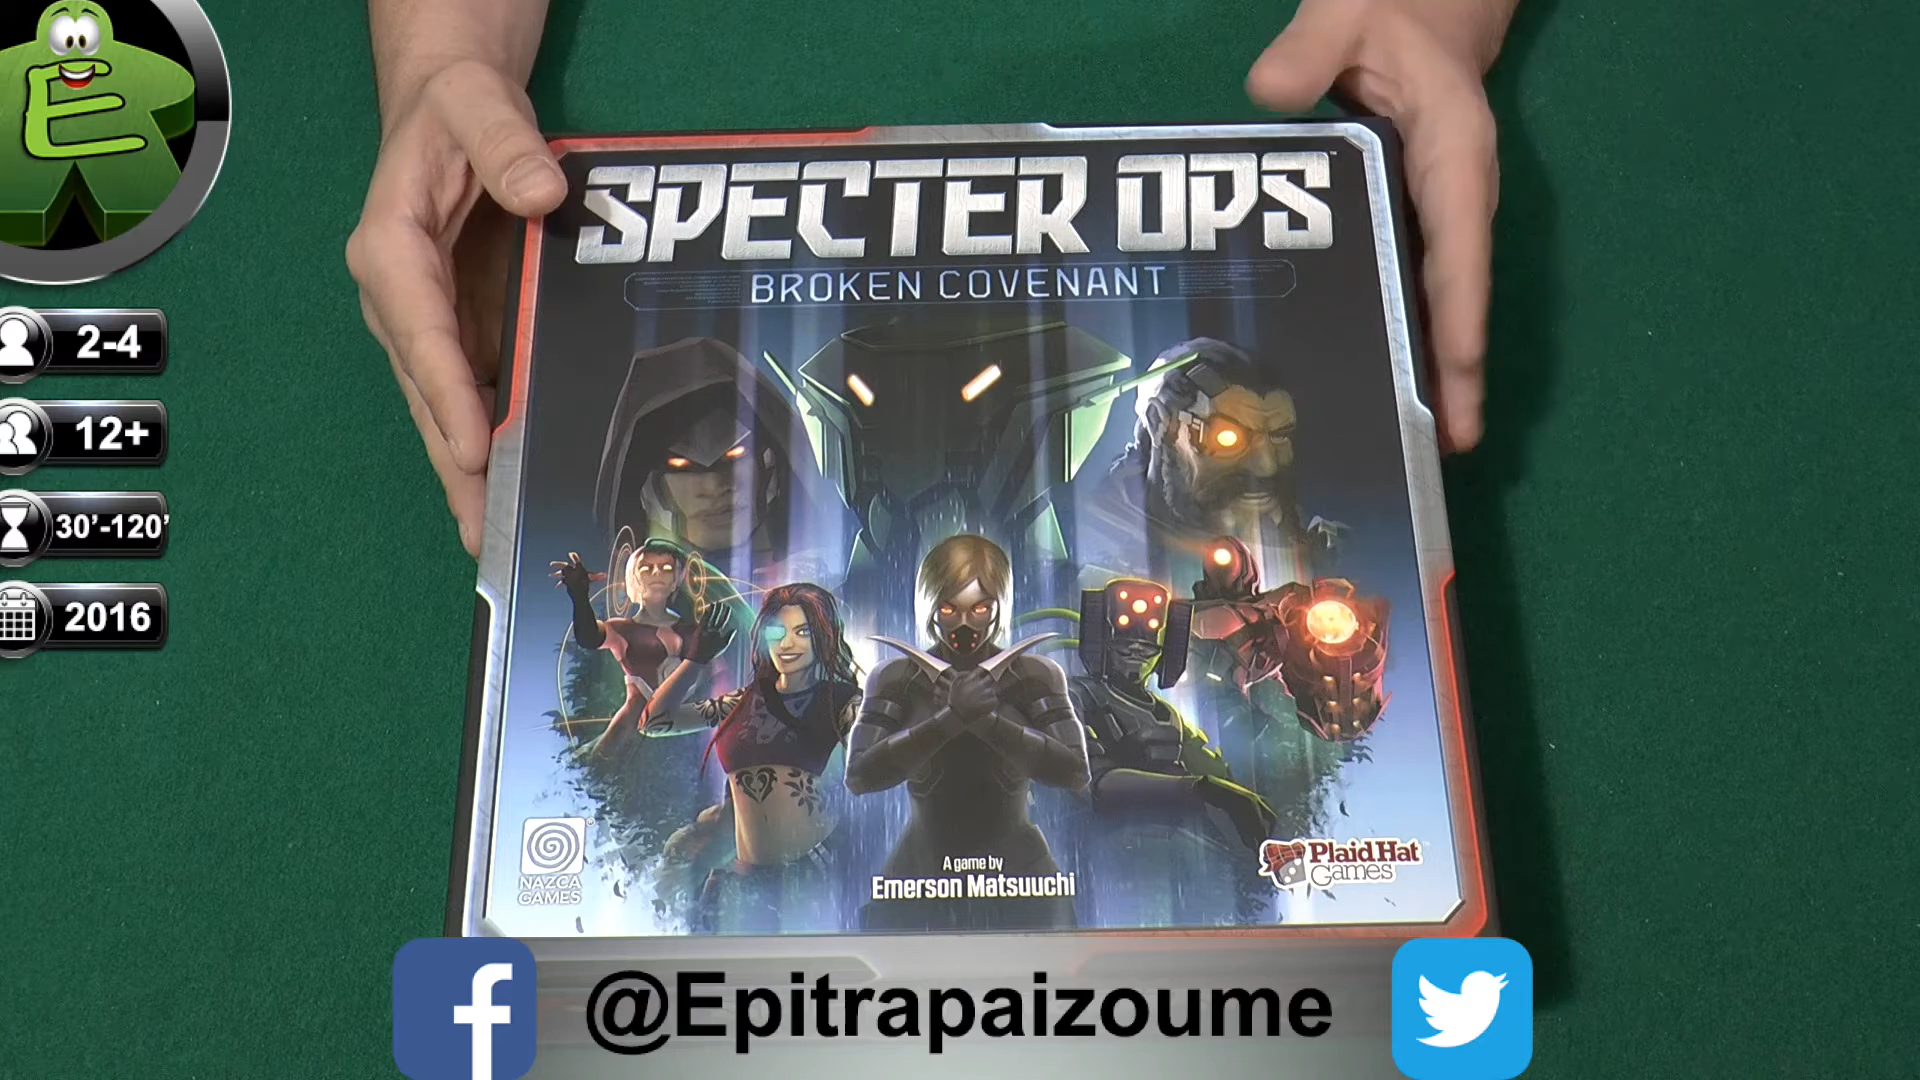 E
2-4
12+
30’-120’
2016
SPECTER OPS™
BROKEN COVENANT
NAZCA
GAMES
®
A game by
Emerson Matsuuchi
Plaid Hat
Games
@Epitrapaizoume